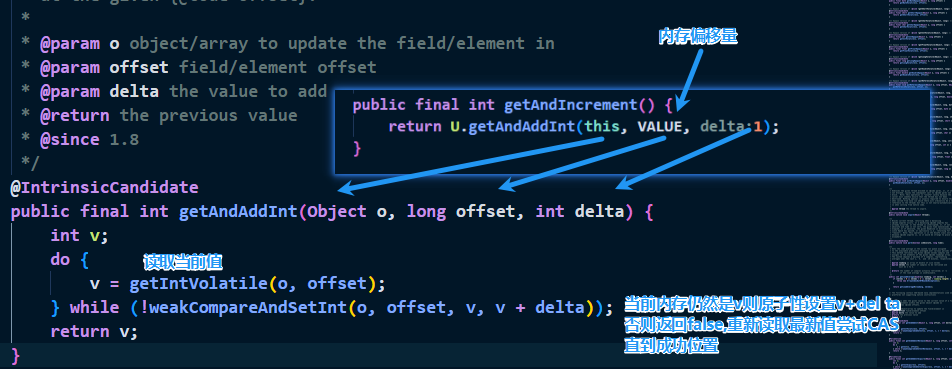 *
* @param o object/array to update the field/element in
* @param offset field/element offset
* @param delta the value to add
* @return the previous value
* @since 1.8
*/
内存偏移量
public final int getAndIncrement() {
return U.getAndAddInt(this, VALUE, delta:1);
}
@IntrinsicCandidate
public final int getAndAddInt(Object o, long offset, int delta) {
int v;
do {
读取当前值
v = getIntVolatile(o, offset);
} while (!weakCompareAndSetInt(o, offset, v, v + delta));
当前内存仍然是v则原子性设置v+del ta
否则返回false,重新读取最新值尝试CAS
直到成功位置
return v;
}